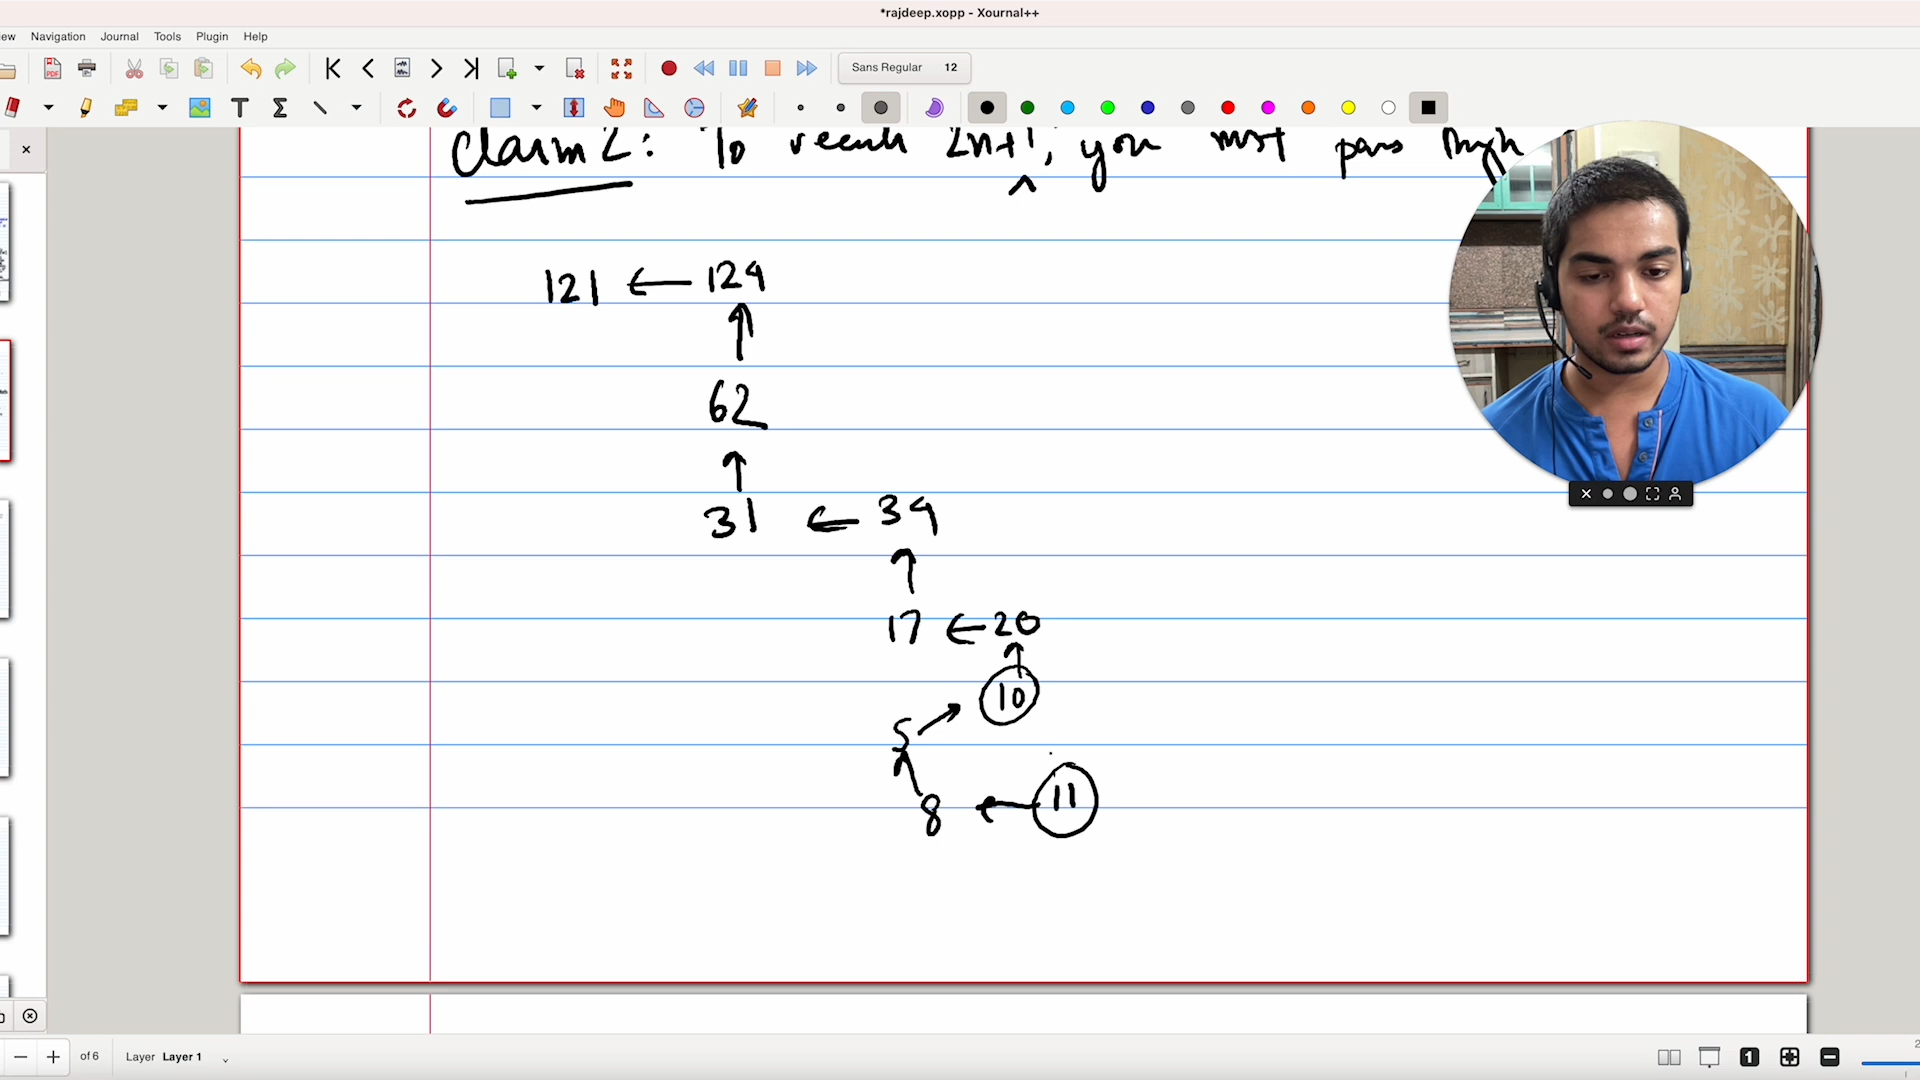 *rajdeep.xopp - Xournal++
ew Navigation Journal Tools Plugin Help
Sans Regular 12
Claim 2: To reach 2n+1, you must pass
121 ← 124
↑
62
↑
31 ← 34
↑
17 ← 20
↑
10
5
8 ← 11
of 6 Layer Layer 1